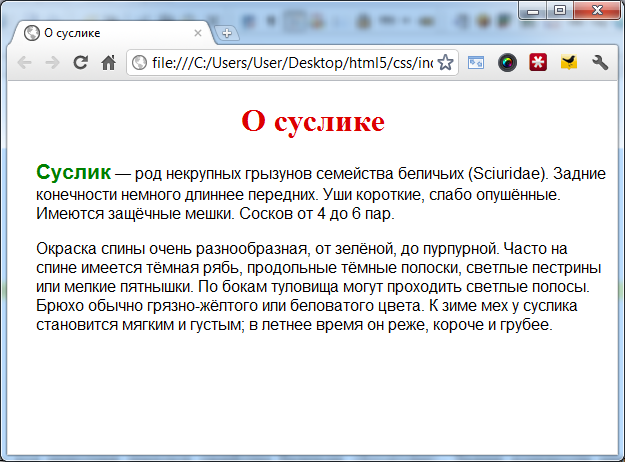 О суслике
file:///C:/Users/User/Desktop/html5/css/inc
О суслике
Суслик — род некрупных грызунов семейства беличьих (Sciuridae). Задние
конечности немного длиннее передних. Уши короткие, слабо опушённые.
Имеются защёчные мешки. Сосков от 4 до 6 пар.
Окраска спины очень разнообразная, от зелёной, до пурпурной. Часто на
спине имеется тёмная рябь, продольные тёмные полоски, светлые пестрины
или мелкие пятнышки. По бокам туловища могут проходить светлые полосы.
Брюхо обычно грязно-жёлтого или беловатого цвета. К зиме мех у суслика
становится мягким и густым; в летнее время он реже, короче и грубее.